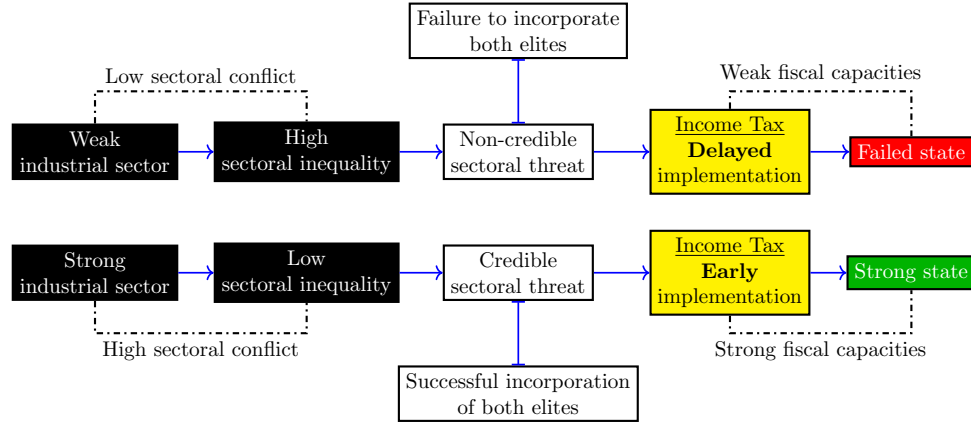 Failure to incorporate
both elites
Low sectoral conflict
Weak fiscal capacities
Weak
industrial sector
High
sectoral inequality
Non-credible
sectoral threat
Income Tax
Delayed
implementation
Failed state
Strong
industrial sector
Low
sectoral inequality
Credible
sectoral threat
Income Tax
Early
implementation
Strong state
High sectoral conflict
Strong fiscal capacities
Successful incorporation
of both elites